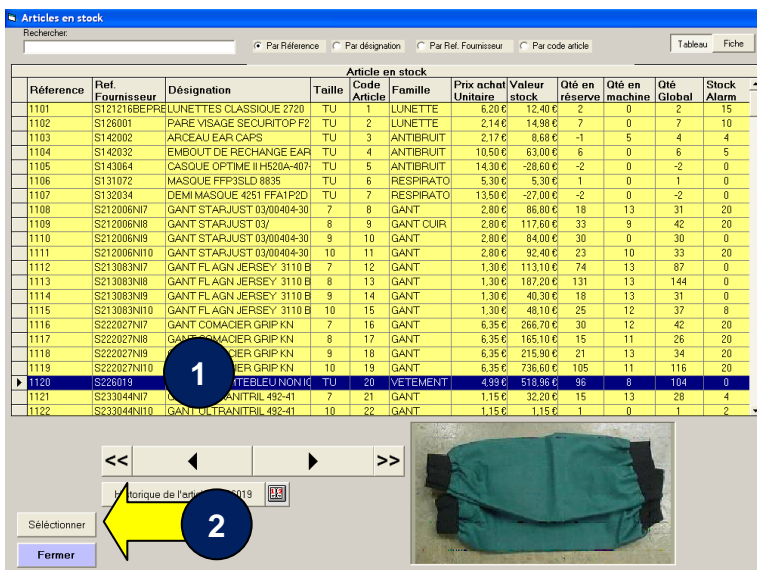 Articles en stock
Rechercher:
Par Réference Par désignation Par Ref. Fournisseur Par code article Tableau Fiche
Article en stock
Réference Ref. Fournisseur Désignation Taille Code Article Famille Prix achat Unitaire Valeur stock Qté en réserve Qté en machine Qté Global Stock Alarm
1101 S121216BEPRE LUNETTES CLASSIQUE 2720 TU 1 LUNETTE 6,20 € 12,40 € 2 0 2 15
1102 S126001 PARE VISAGE SECURITOP F2 TU 2 LUNETTE 2,14 € 14,98 € 7 0 7 10
1103 S142002 ARCEAU EAR CAPS TU 3 ANTIBRUIT 2,17 € 8,68 € -1 5 4 4
1104 S142032 EMBOUT DE RECHANGE EAR TU 4 ANTIBRUIT 10,50 € 63,00 € 6 0 6 5
1105 S143064 CASQUE OPTIME II H520A-407- TU 5 ANTIBRUIT 14,30 € -28,60 € -2 0 -2 0
1106 S131072 MASQUE FFP3SLD 8835 TU 6 RESPIRATO 5,30 € 5,30 € 1 0 1 0
1107 S132034 DEMI MASQUE 4251 FFA1P2D TU 7 RESPIRATO 13,50 € -27,00 € -2 0 -2 0
1108 S212006NI7 GANT STARJUST 03/00404-30 7 8 GANT 2,80 € 86,80 € 18 13 31 20
1109 S212006NI8 GANT STARJUST 03/ 8 9 GANT CUIR 2,80 € 117,60 € 33 9 42 20
1110 S212006NI9 GANT STARJUST 03/00404-30 9 10 GANT 2,80 € 84,00 € 30 0 30 0
1111 S212006NI10 GANT STARJUST 03/00404-30 10 11 GANT 2,80 € 92,40 € 23 10 33 20
1112 S213083NI7 GANT FL AGN JERSEY 3110 B 7 12 GANT 1,30 € 113,10 € 74 13 87 0
1113 S213083NI8 GANT FL AGN JERSEY 3110 B 8 13 GANT 1,30 € 187,20 € 131 13 144 0
1114 S213083NI9 GANT FL AGN JERSEY 3110 B 9 14 GANT 1,30 € 40,30 € 18 13 31 0
1115 S213083NI10 GANT FL AGN JERSEY 3110 B 10 15 GANT 1,30 € 48,10 € 25 12 37 8
1116 S222027NI7 GANT COMACIER GRIP KN 7 16 GANT 6,35 € 266,70 € 30 12 42 20
1117 S222027NI8 GANT COMACIER GRIP KN 8 17 GANT 6,35 € 165,10 € 15 11 26 20
1118 S222027NI9 GRIP KN 9 18 GANT 6,35 € 215,90 € 21 13 34 20
1119 S222027NI10 GRIP KN 10 19 GANT 6,35 € 736,60 € 105 11 116 20
1120 S226019 NON IC TU 20 VETEMENT 4,99 € 518,96 € 96 8 104 0
1121 S233044NI7 492-41 7 21 GANT 1,15 € 32,20 € 15 13 28 4
1122 S233044NI10 GANT ULTRANITRIL 492-41 10 22 GANT 1,15 € 1,15 € 1 0 1 2
1
<< >>
Historique de l'article 6019
Séléctionner
2
Fermer